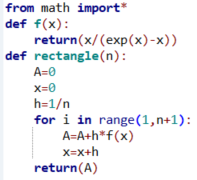 from math import*
def f(x):
    return(x/(exp(x)-x))
def rectangle(n):
    A=0
    x=0
    h=1/n
    for i in range(1,n+1):
        A=A+h*f(x)
        x=x+h
    return(A)